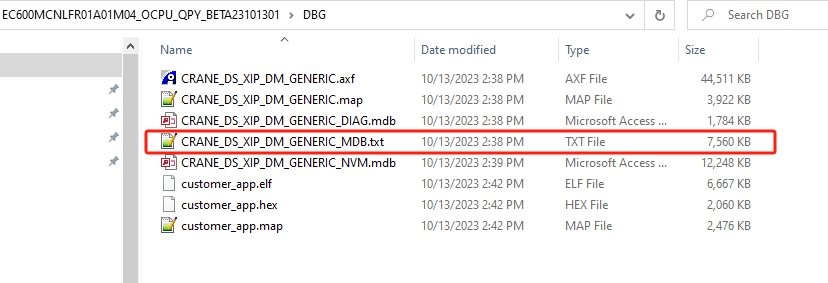 EC600MCNLFR01A01M04_OCPU_QPY_BETA23101301 > DBG Search DBG
Name Date modified Type Size
CRANE_DS_XIP_DM_GENERIC.axf 10/13/2023 2:38 PM AXF File 44,511 KB
CRANE_DS_XIP_DM_GENERIC.map 10/13/2023 2:38 PM MAP File 3,922 KB
CRANE_DS_XIP_DM_GENERIC_DIAG.mdb 10/13/2023 2:38 PM Microsoft Access ... 1,784 KB
CRANE_DS_XIP_DM_GENERIC_MDB.txt 10/13/2023 2:38 PM TXT File 7,560 KB
CRANE_DS_XIP_DM_GENERIC_NVM.mdb 10/13/2023 2:39 PM Microsoft Access ... 12,248 KB
customer_app.elf 10/13/2023 2:42 PM ELF File 6,667 KB
customer_app.hex 10/13/2023 2:42 PM HEX File 2,060 KB
customer_app.map 10/13/2023 2:42 PM MAP File 2,476 KB